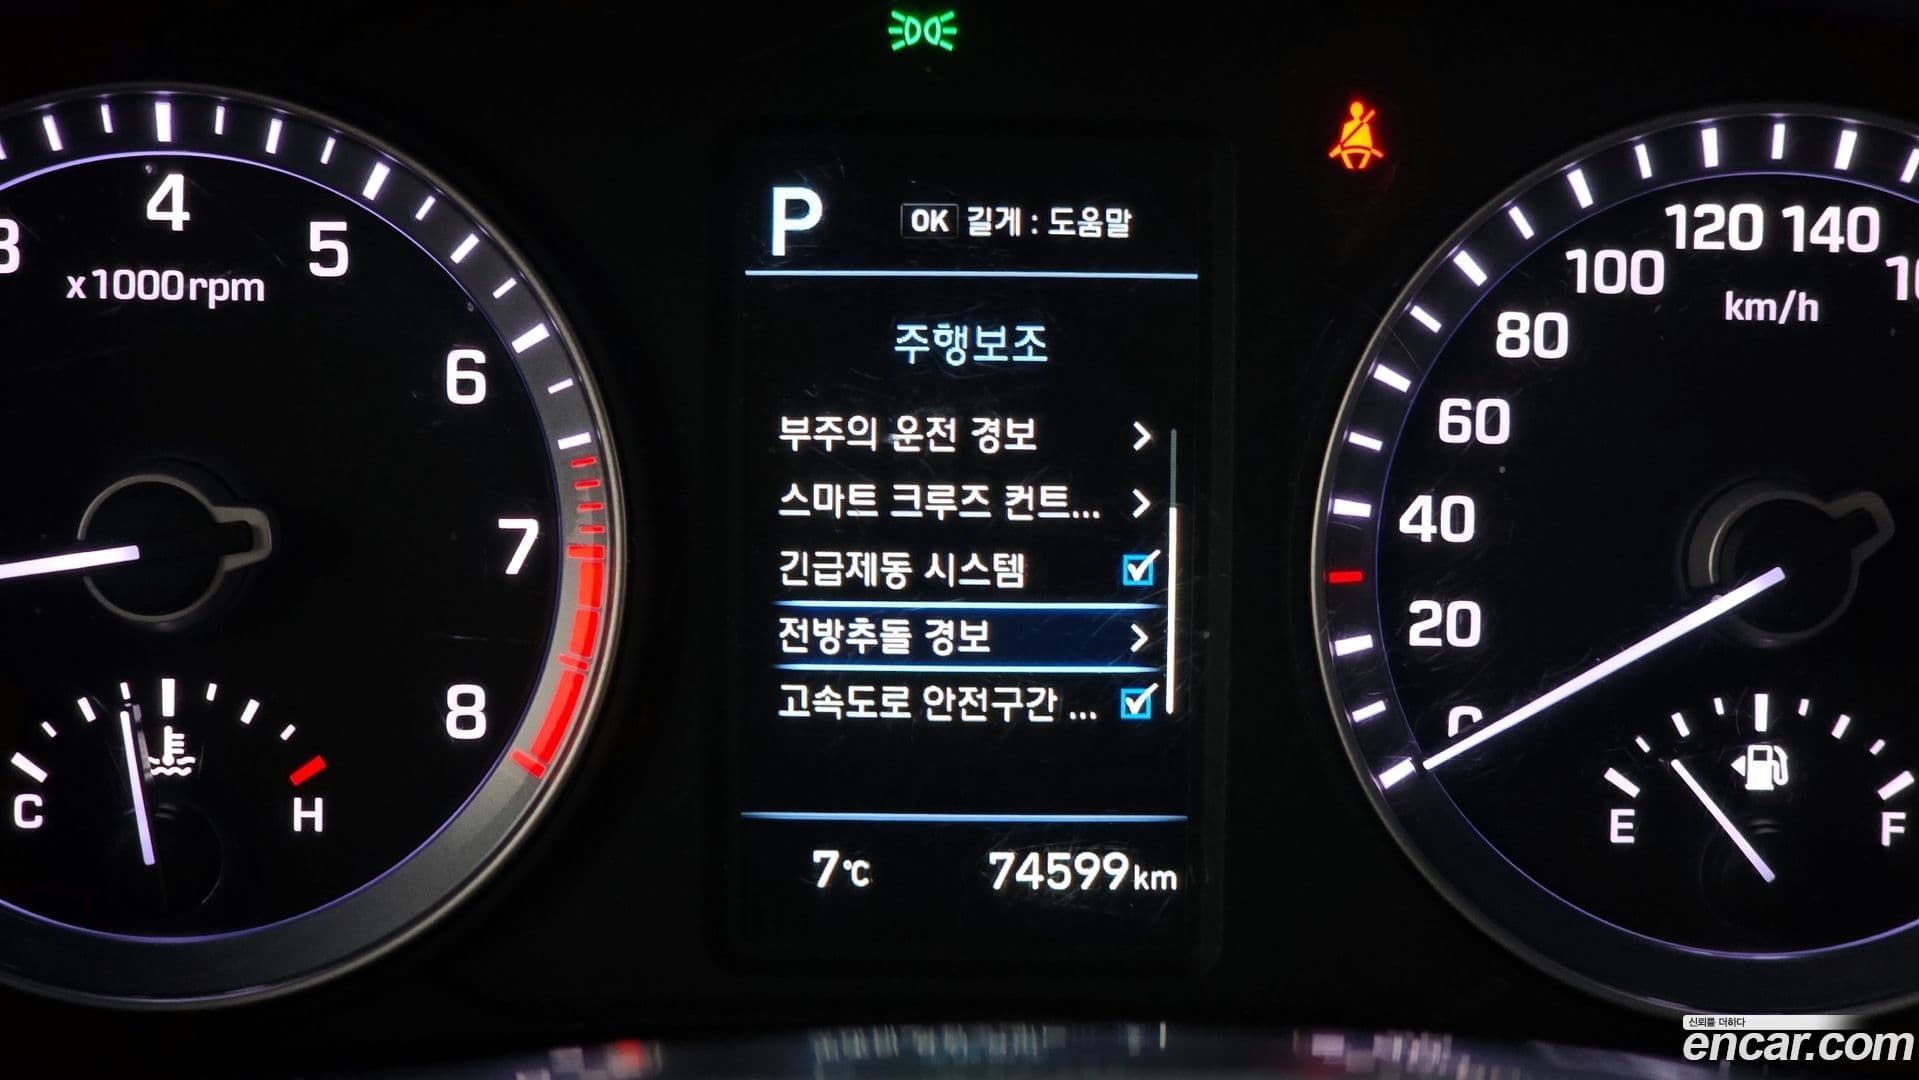 3
4
5
6
7
8
x1000rpm
C
H
P
OK 길게 : 도움말
주행보조
부주의 운전 경보
스마트 크루즈 컨트...
긴급제동 시스템
전방추돌 경보
고속도로 안전구간 ...
7℃
74599km
0
20
40
60
80
100
120
140
km/h
E
F
신뢰를 더하다
encar.com